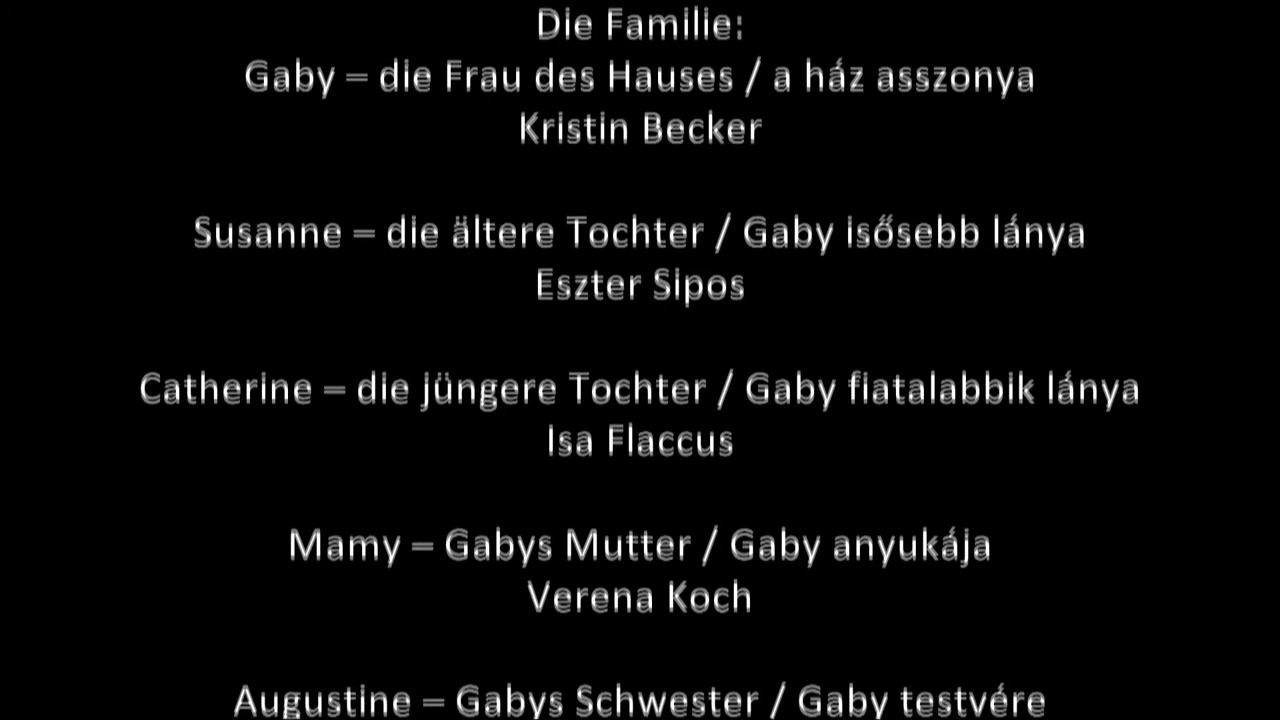 Die Familie:
Gaby – die Frau des Hauses / a ház asszonya
Kristin Becker
Susanne – die ältere Tochter / Gaby isősebb lánya
Eszter Sipos
Catherine – die jüngere Tochter / Gaby fiatalabbik lánya
Isa Flaccus
Mamy – Gabys Mutter / Gaby anyukája
Verena Koch
Augustine – Gabys Schwester / Gaby testvére